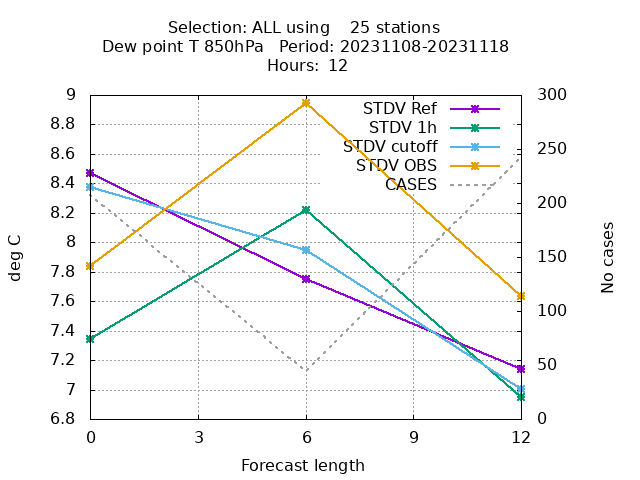 Selection: ALL using    25 stations
Dew point T 850hPa   Period: 20231108-20231118
Hours: 12
STDV Ref
STDV 1h
STDV cutoff
STDV OBS
CASES
deg C
9
8.8
8.6
8.4
8.2
8
7.8
7.6
7.4
7.2
7
6.8
300
250
200
150
100
50
0
No cases
0 3 6 9 12
Forecast length